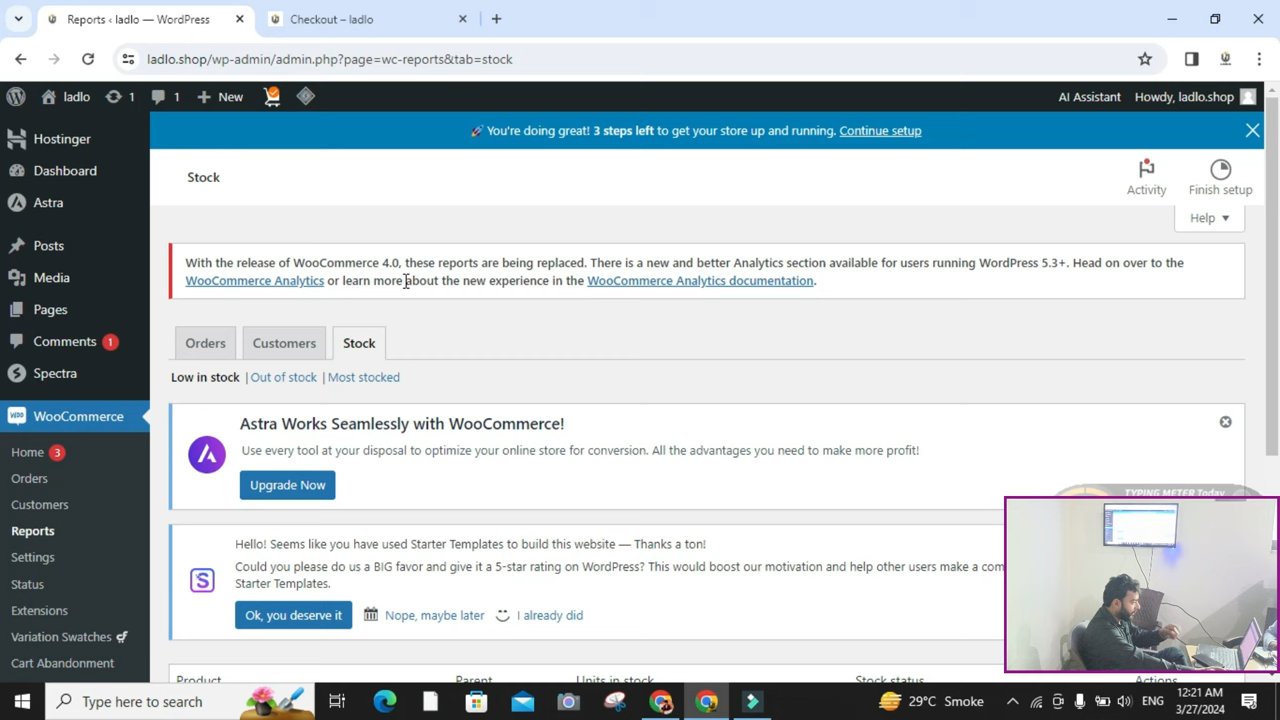 Reports ‹ ladlo — WordPress
Checkout – ladlo
ladlo.shop/wp-admin/admin.php?page=wc-reports&tab=stock
ladlo 1 1 New
AI Assistant Howdy, ladlo.shop
🚀 You're doing great! 3 steps left to get your store up and running. Continue setup
Hostinger
Dashboard
Astra
Posts
Media
Pages
Comments 1
Spectra
WooCommerce
Home 3
Orders
Customers
Reports
Settings
Status
Extensions
Variation Swatches
Cart Abandonment
Stock
Activity
Finish setup
Help
With the release of WooCommerce 4.0, these reports are being replaced. There is a new and better Analytics section available for users running WordPress 5.3+. Head on over to the
WooCommerce Analytics or learn more about the new experience in the WooCommerce Analytics documentation.
Orders Customers Stock
Low in stock | Out of stock | Most stocked
Astra Works Seamlessly with WooCommerce!
Use every tool at your disposal to optimize your online store for conversion. All the advantages you need to make more profit!
Upgrade Now
TYPING METER Today
Hello! Seems like you have used Starter Templates to build this website — Thanks a ton!
Could you please do us a BIG favor and give it a 5-star rating on WordPress? This would boost our motivation and help other users make a com
Starter Templates.
Ok, you deserve it Nope, maybe later I already did
Product Parent Units in stock Stock status Actions
Type here to search
29°C Smoke
ENG
12:21 AM
3/27/2024